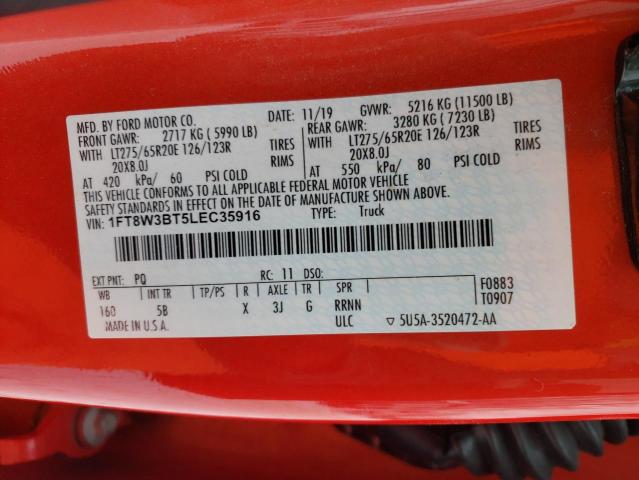 MFD. BY FORD MOTOR CO. DATE: 11/19 GVWR: 5216 KG (11500 LB)
FRONT GAWR: 2717 KG ( 5990 LB) REAR GAWR: 3280 KG ( 7230 LB)
WITH LT275/65R20E 126/123R TIRES WITH LT275/65R20E 126/123R TIRES
20X8.0J RIMS 20X8.0J RIMS
AT 420 kPa/ 60 PSI COLD AT 550 kPa/ 80 PSI COLD
THIS VEHICLE CONFORMS TO ALL APPLICABLE FEDERAL MOTOR VEHICLE
SAFETY STANDARDS IN EFFECT ON THE DATE OF MANUFACTURE SHOWN ABOVE.
VIN: 1FT8W3BT5LEC35916 TYPE: Truck
EXT PNT: PQ RC: 11 DSO: F0883
WB INT TR TP/PS R AXLE TR SPR T0907
160 5B X 3J G RRNN
MADE IN U.S.A. ULC ▽ 5U5A-3520472-AA